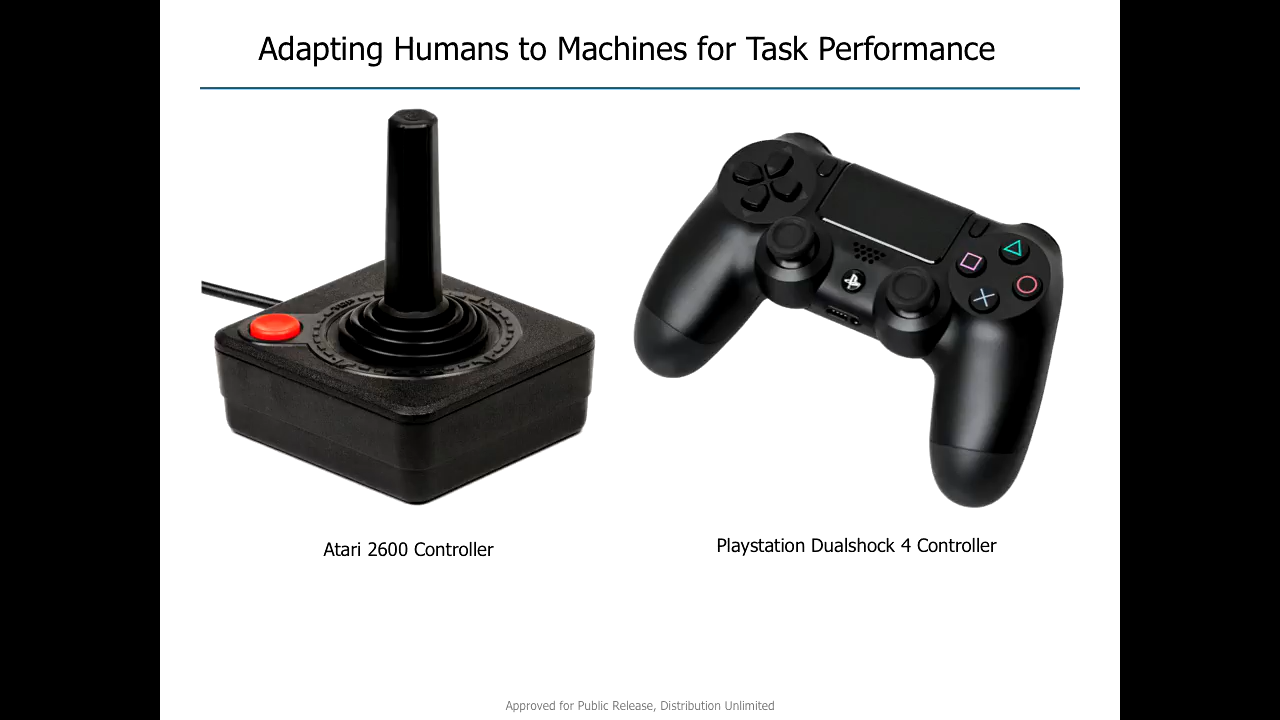 Adapting Humans to Machines for Task Performance
Atari 2600 Controller
Playstation Dualshock 4 Controller
Approved for Public Release, Distribution Unlimited